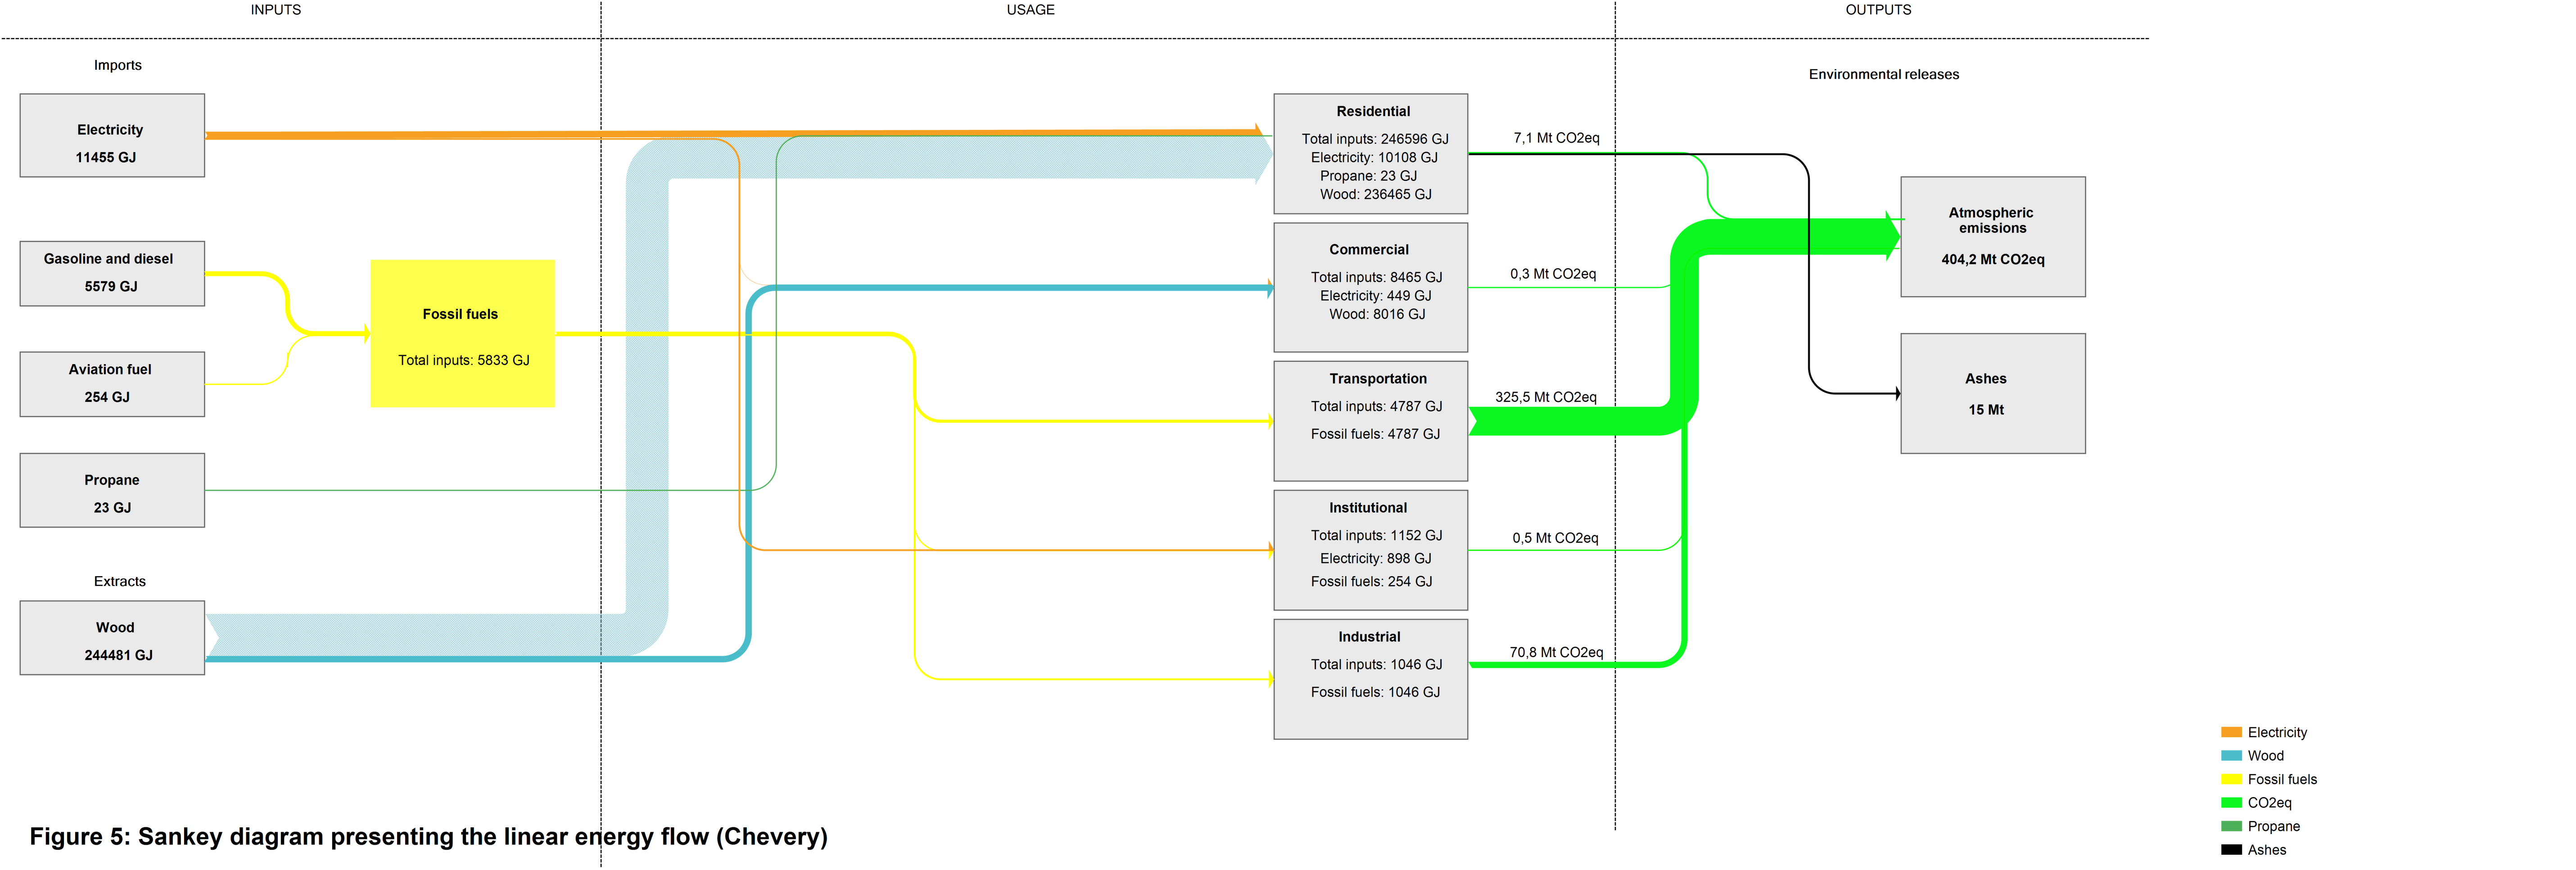 INPUTS
USAGE
OUTPUTS
Imports
Environmental releases
Electricity
11455 GJ
Gasoline and diesel
5579 GJ
Aviation fuel
254 GJ
Propane
23 GJ
Extracts
Wood
244481 GJ
Fossil fuels
Total inputs: 5833 GJ
Residential
Total inputs: 246596 GJ
Electricity: 10108 GJ
Propane: 23 GJ
Wood: 236465 GJ
Commercial
Total inputs: 8465 GJ
Electricity: 449 GJ
Wood: 8016 GJ
Transportation
Total inputs: 4787 GJ
Fossil fuels: 4787 GJ
Institutional
Total inputs: 1152 GJ
Electricity: 898 GJ
Fossil fuels: 254 GJ
Industrial
Total inputs: 1046 GJ
Fossil fuels: 1046 GJ
7,1 Mt CO2eq
0,3 Mt CO2eq
325,5 Mt CO2eq
0,5 Mt CO2eq
70,8 Mt CO2eq
Atmospheric
emissions
404,2 Mt CO2eq
Ashes
15 Mt
Electricity
Wood
Fossil fuels
CO2eq
Propane
Ashes
Figure 5: Sankey diagram presenting the linear energy flow (Chevery)